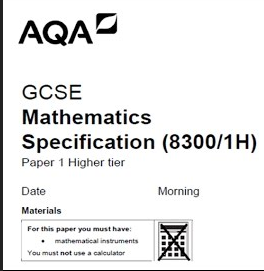 AQA
GCSE
Mathematics
Specification (8300/1H)
Paper 1 Higher tier
Date Morning
Materials
For this paper you must have:
• mathematical instruments
You must not use a calculator